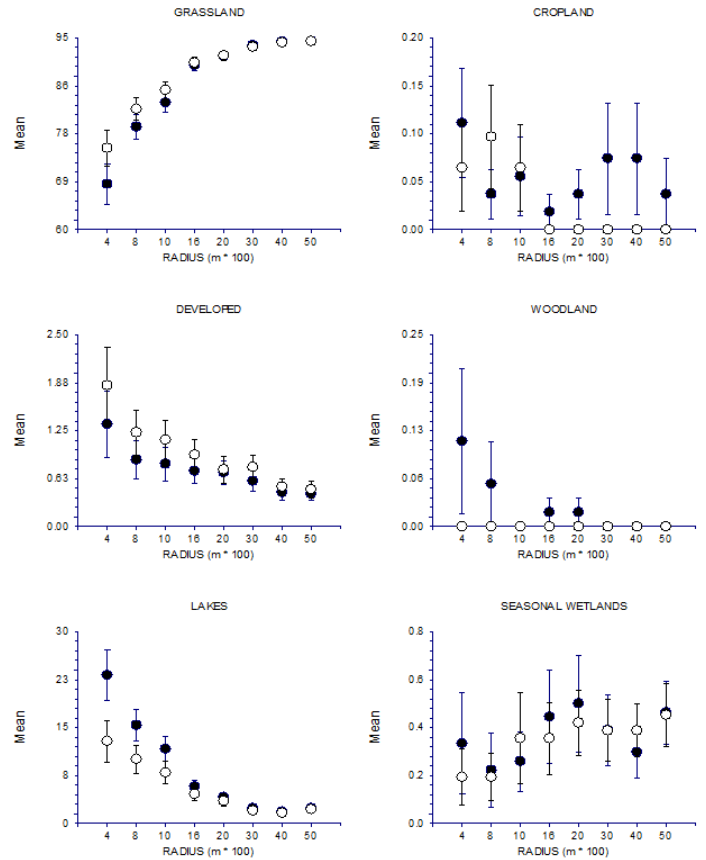 GRASSLAND
95
86
78
69
60
Mean
4 8 10 16 20 30 40 50
RADIUS (m * 100)
CROPLAND
0.20
0.15
0.10
0.05
0.00
Mean
4 8 10 16 20 30 40 50
RADIUS (m * 100)
DEVELOPED
2.50
1.88
1.25
0.63
0.00
Mean
4 8 10 16 20 30 40 50
RADIUS (m * 100)
WOODLAND
0.25
0.19
0.13
0.06
0.00
Mean
4 8 10 16 20 30 40 50
RADIUS (m * 100)
LAKES
30
23
15
8
0
Mean
4 8 10 16 20 30 40 50
RADIUS (m * 100)
SEASONAL WETLANDS
0.8
0.6
0.4
0.2
0.0
Mean
4 8 10 16 20 30 40 50
RADIUS (m * 100)